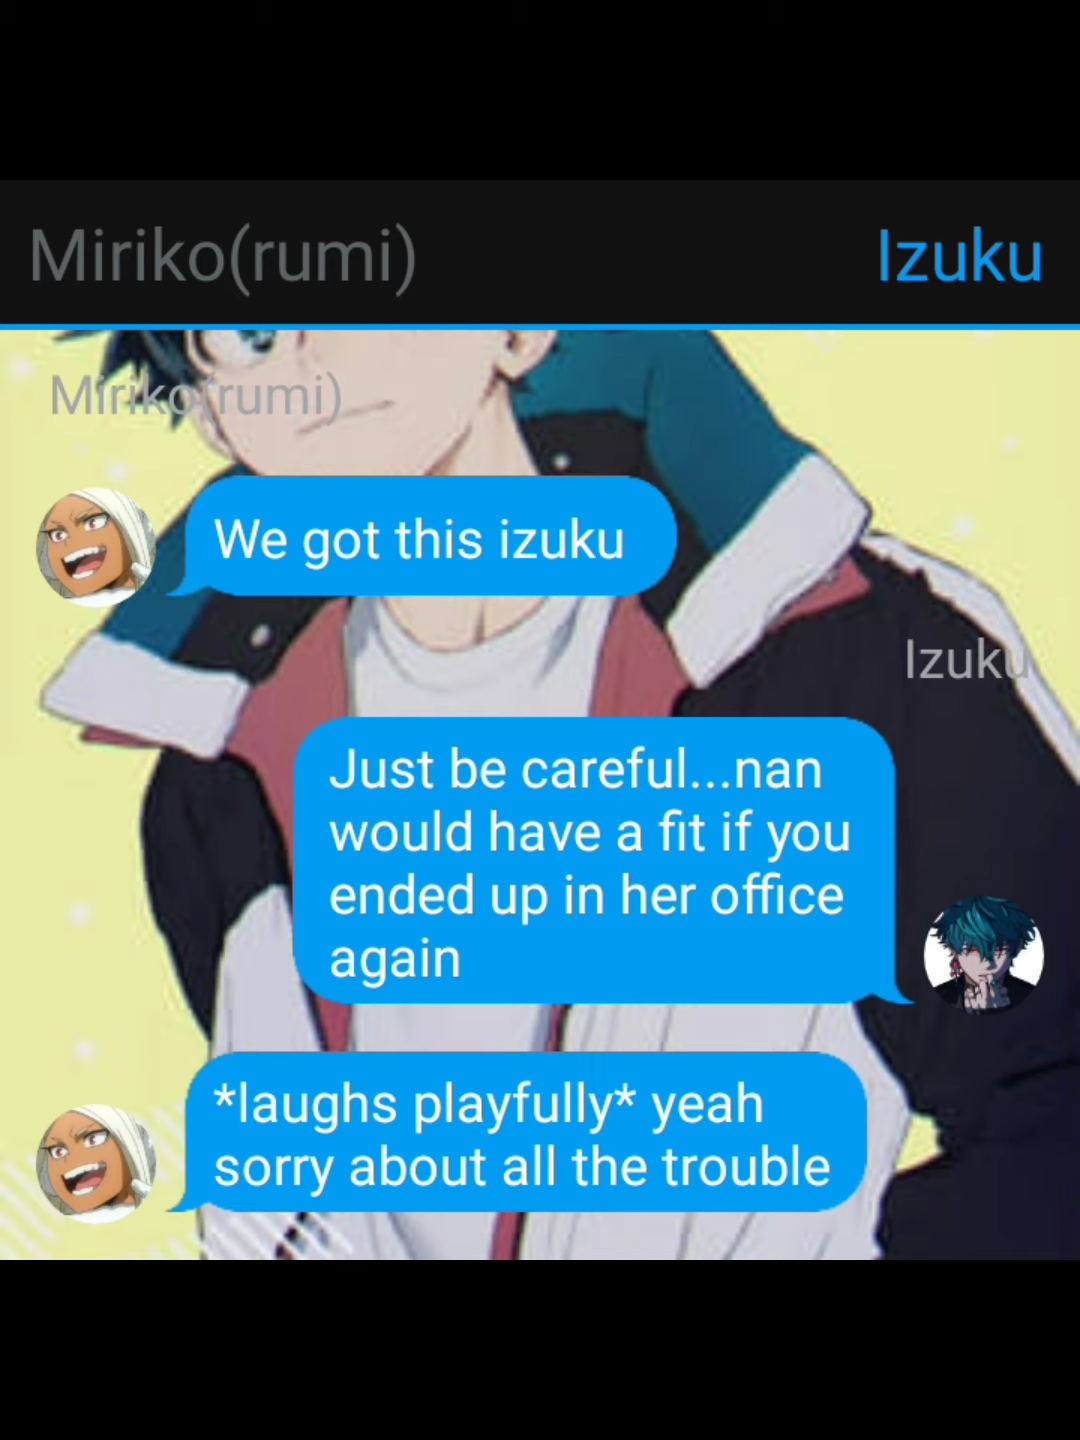 Miriko(rumi)
Izuku
Miriko(rumi)
We got this izuku
Izuku
Just be careful...nan
would have a fit if you
ended up in her office
again
*laughs playfully* yeah
sorry about all the trouble